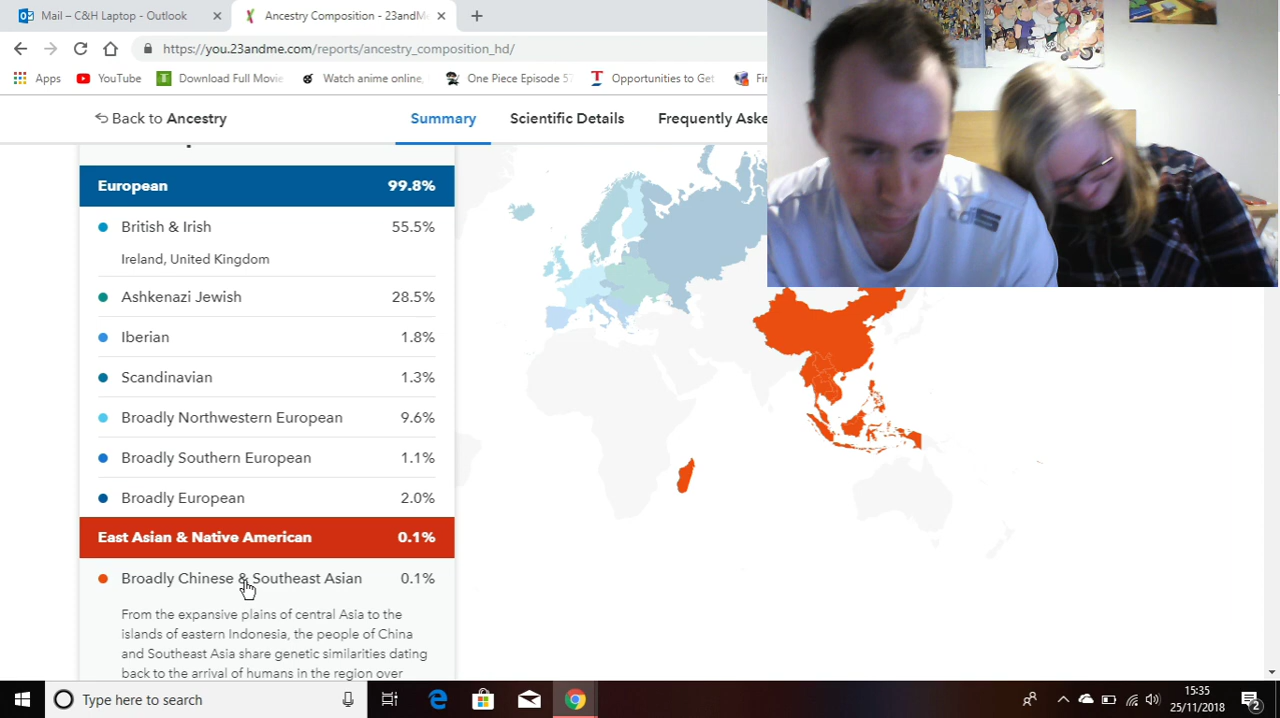 Mail – C&H Laptop - Outlook
Ancestry Composition - 23andMe
https://you.23andme.com/reports/ancestry_composition_hd/
Apps
YouTube
Download Full Movie
Watch anime online,
One Piece Episode 57
Opportunities to Get
Back to Ancestry
Summary
Scientific Details
Frequently Aske
European 99.8%
British & Irish 55.5%
Ireland, United Kingdom
Ashkenazi Jewish 28.5%
Iberian 1.8%
Scandinavian 1.3%
Broadly Northwestern European 9.6%
Broadly Southern European 1.1%
Broadly European 2.0%
East Asian & Native American 0.1%
Broadly Chinese & Southeast Asian 0.1%
From the expansive plains of central Asia to the
islands of eastern Indonesia, the people of China
and Southeast Asia share genetic similarities dating
back to the arrival of humans in the region over
Type here to search
15:35
25/11/2018
2